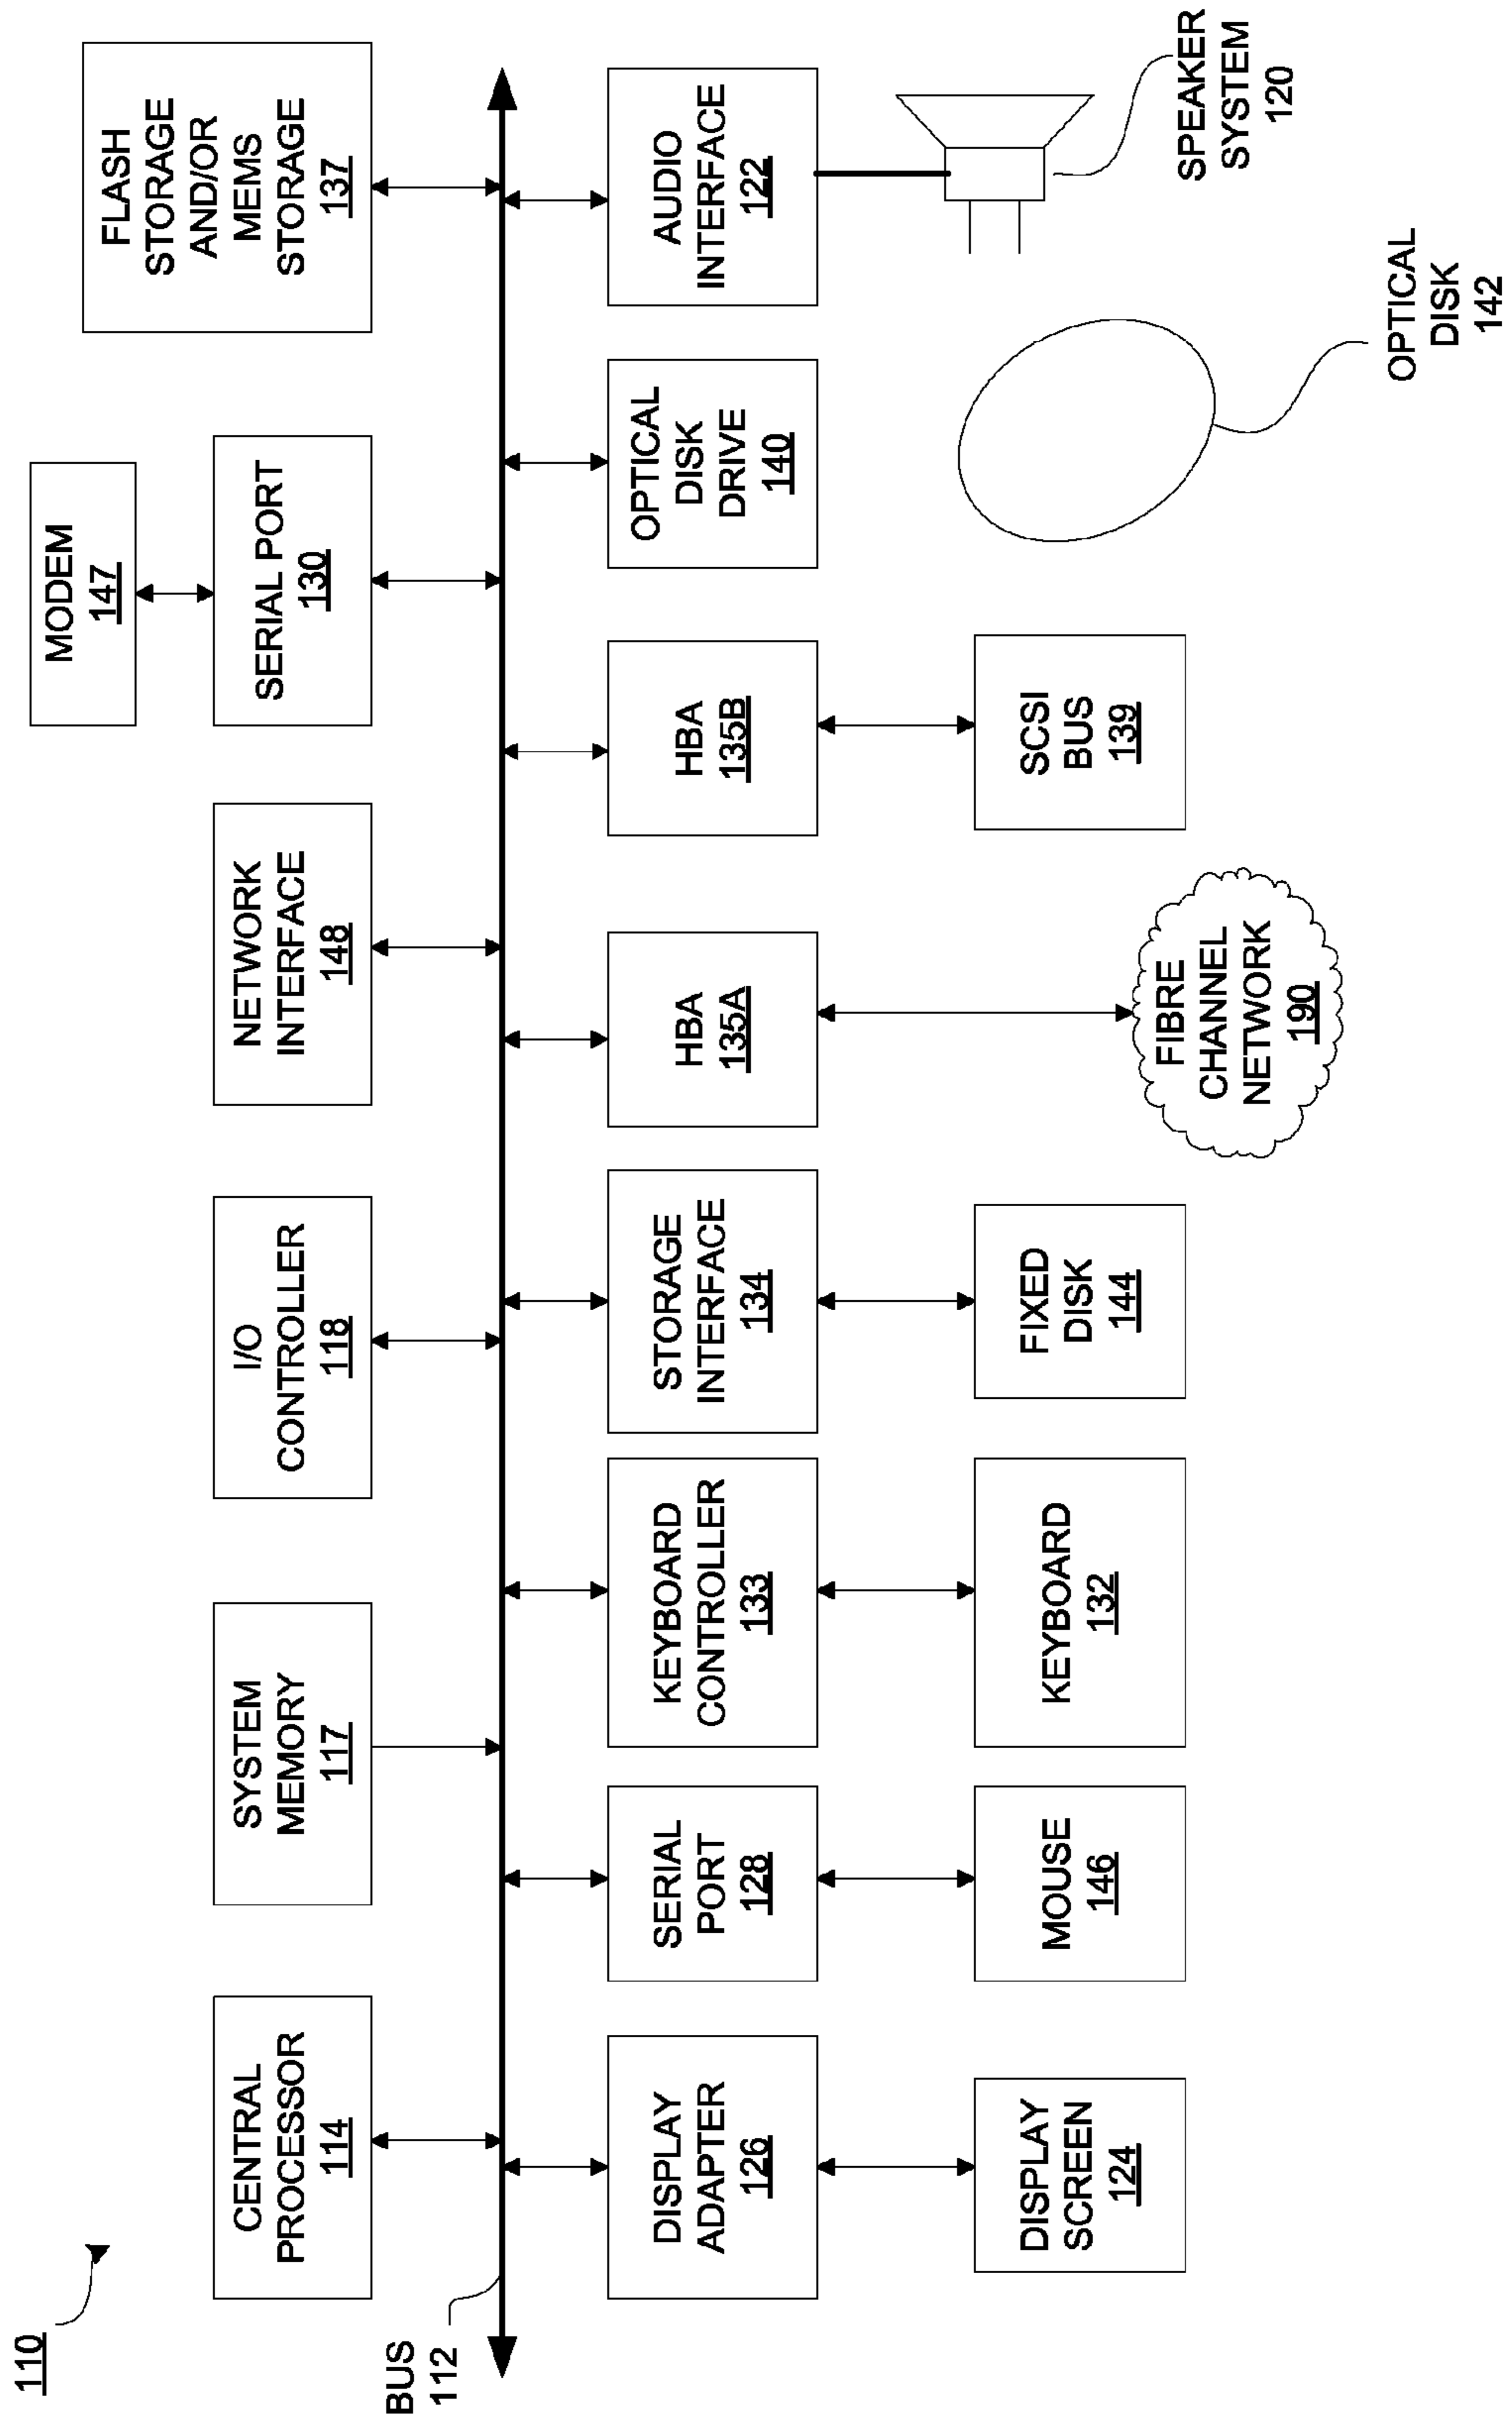 110
CENTRAL
PROCESSOR
114
SYSTEM
MEMORY
117
I/O
CONTROLLER
118
NETWORK
INTERFACE
148
MODEM
147
SERIAL PORT
130
FLASH
STORAGE
AND/OR
MEMS
STORAGE
137
BUS
112
DISPLAY
ADAPTER
126
SERIAL
PORT
128
KEYBOARD
CONTROLLER
133
STORAGE
INTERFACE
134
HBA
135A
HBA
135B
OPTICAL
DISK
DRIVE
140
AUDIO
INTERFACE
122
DISPLAY
SCREEN
124
MOUSE
146
KEYBOARD
132
FIXED
DISK
144
FIBRE
CHANNEL
NETWORK
190
SCSI
BUS
139
OPTICAL
DISK
142
SPEAKER
SYSTEM
120